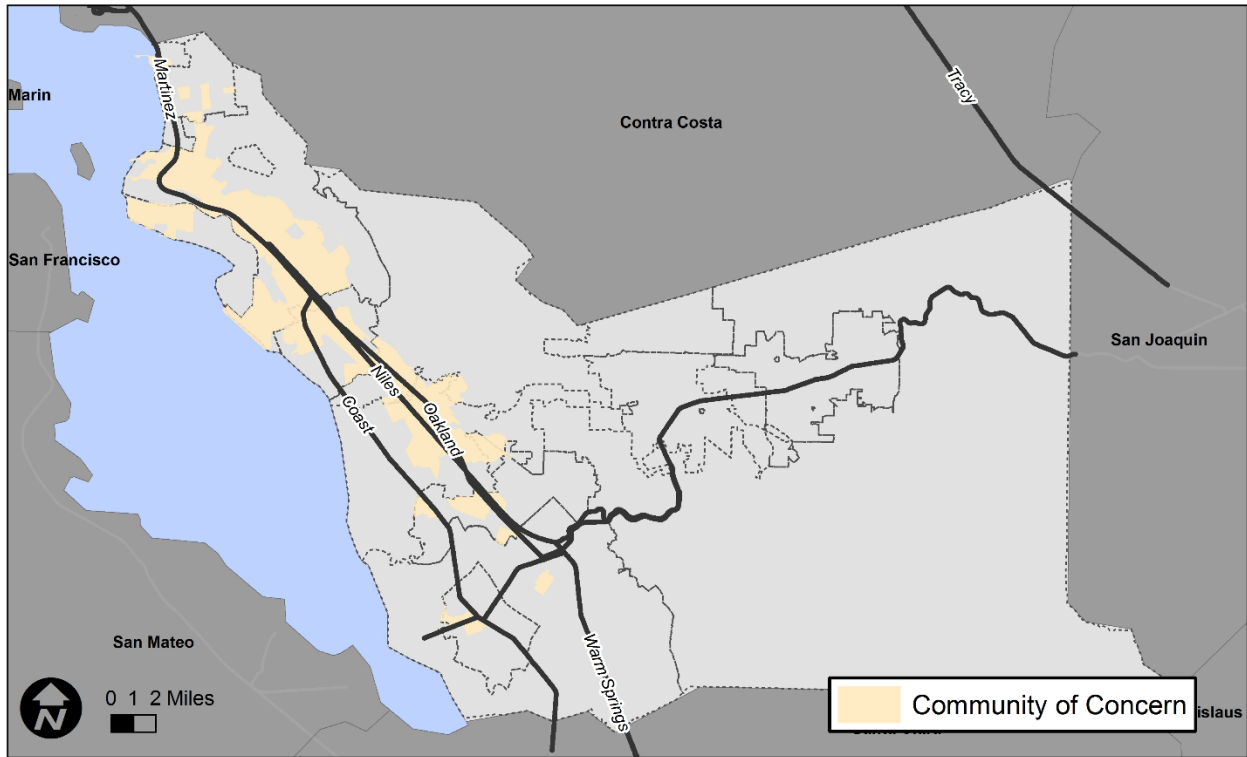 Martinez
Tracy
Marin
Contra Costa
San Francisco
San Joaquin
Niles
Oakland
Coast
San Mateo
Warm Springs
N
0 1 2 Miles
Community of Concern
islaus